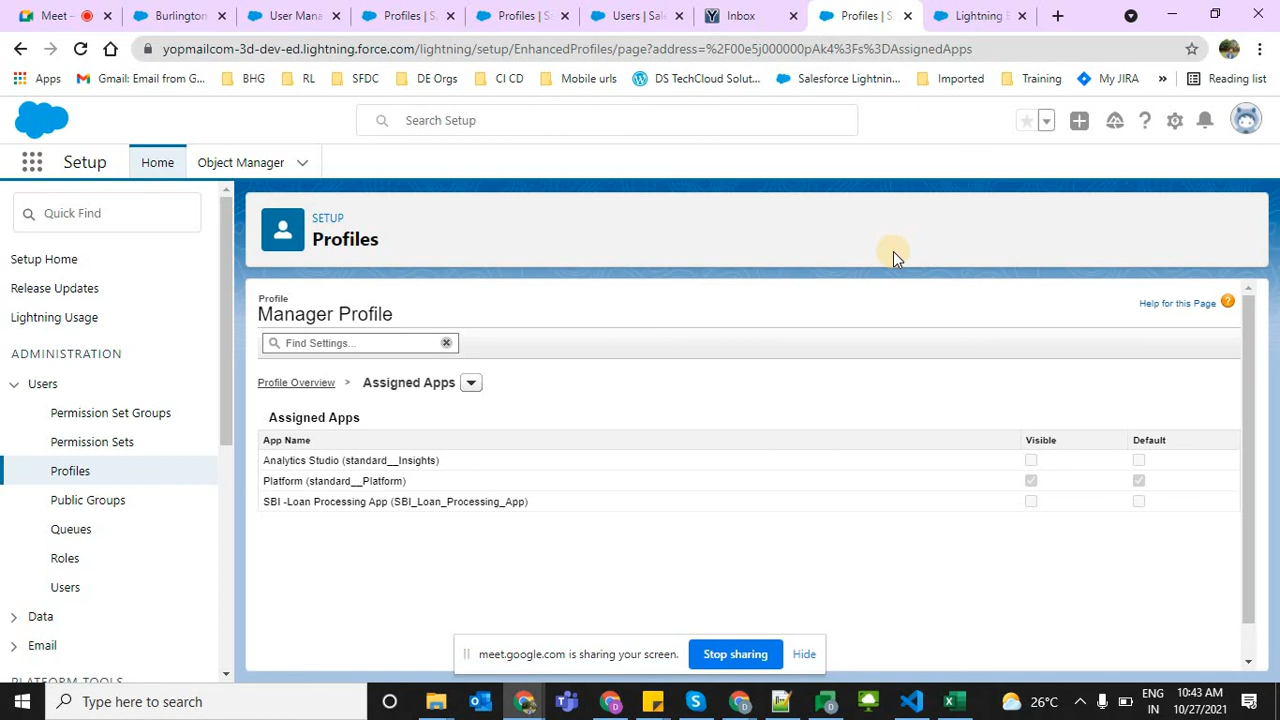 Meet –
Burlington
User Mana
Profiles | S
Profiles | S
Users | Sale
Inbox
Profiles | S
Lightning E
yopmailcom-3d-dev-ed.lightning.force.com/lightning/setup/EnhancedProfiles/page?address=%2F00e5j000000pAk4%3Fs%3DAssignedApps
Apps
Gmail: Email from G...
BHG
RL
SFDC
DE Orgs
CI CD
Mobile urls
DS TechCloud Solut...
Salesforce Lightnin...
Imported
Training
My JIRA
»
Reading list
Search Setup
Setup
Home
Object Manager
Quick Find
Setup Home
Release Updates
Lightning Usage
ADMINISTRATION
Users
Permission Set Groups
Permission Sets
Profiles
Public Groups
Queues
Roles
Users
Data
Email
PLATFORM TOOLS
SETUP
Profiles
Profile
Manager Profile
Help for this Page
Find Settings...
Profile Overview > Assigned Apps
Assigned Apps
App Name Visible Default
Analytics Studio (standard__Insights)
Platform (standard__Platform)
SBI -Loan Processing App (SBI_Loan_Processing_App)
meet.google.com is sharing your screen. Stop sharing Hide
Type here to search
26°C
ENG
IN
10:43 AM
10/27/2021